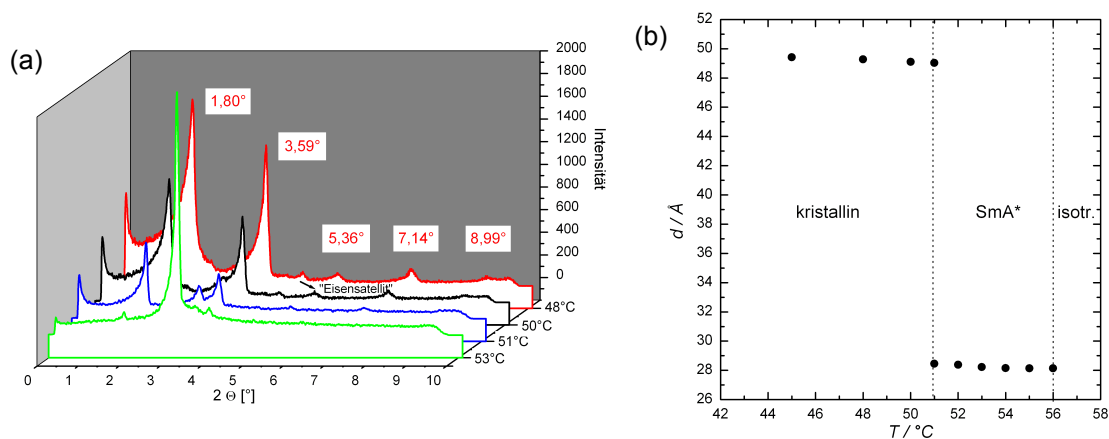 (a)
1,80°
3,59°
5,36°
7,14°
8,99°
"Eisensatellit"
2000
1800
1600
1400
1200
1000
800
600
400
200
0
Intensität
48°C
50°C
51°C
53°C
0 1 2 3 4 5 6 7 8 9 10
2 Θ [°]
(b)
52
50
48
46
44
42
40
38
36
34
32
30
28
26
d / Å
kristallin
SmA*
isotr.
42 44 46 48 50 52 54 56 58
T / °C